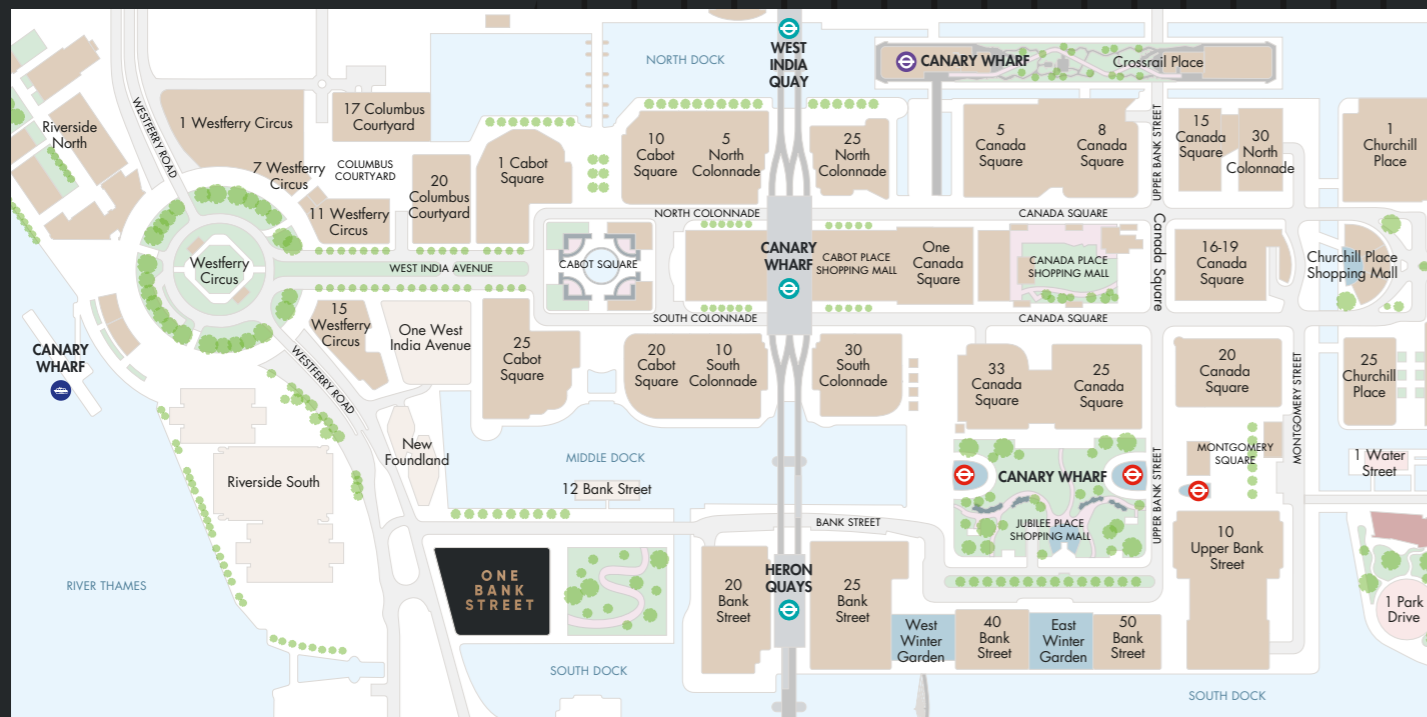 WEST
INDIA
QUAY
NORTH DOCK
CANARY WHARF
Crossrail Place
WESTFERRY ROAD
Riverside
North
1 Westferry Circus
17 Columbus
Courtyard
7 Westferry
Circus
COLUMBUS
COURTYARD
20
Columbus
Courtyard
1 Cabot
Square
10
Cabot
Square
5
North
Colonnade
25
North
Colonnade
5
Canada
Square
8
Canada
Square
UPPER BANK STREET
15
Canada
Square
30
North
Colonnade
1
Churchill
Place
11 Westferry
Circus
NORTH COLONNADE
CANADA SQUARE
Canada Square
Westferry
Circus
WEST INDIA AVENUE
CABOT SQUARE
CANARY
WHARF
CABOT PLACE
SHOPPING MALL
One
Canada
Square
CANADA PLACE
SHOPPING MALL
16-19
Canada
Square
Churchill Place
Shopping Mall
SOUTH COLONNADE
CANADA SQUARE
15
Westferry
Circus
One West
India Avenue
25
Cabot
Square
20
Cabot
Square
10
South
Colonnade
30
South
Colonnade
33
Canada
Square
25
Canada
Square
20
Canada
Square
MONTGOMERY STREET
25
Churchill
Place
CANARY
WHARF
WESTFERRY ROAD
New
Foundland
MIDDLE DOCK
12 Bank Street
CANARY WHARF
UPPER BANK STREET
MONTGOMERY
SQUARE
1 Water
Street
Riverside South
BANK STREET
JUBILEE PLACE
SHOPPING MALL
10
Upper Bank
Street
RIVER THAMES
ONE
BANK
STREET
20
Bank
Street
HERON
QUAYS
25
Bank
Street
West
Winter
Garden
40
Bank
Street
East
Winter
Garden
50
Bank
Street
1 Park
Drive
SOUTH DOCK
SOUTH DOCK